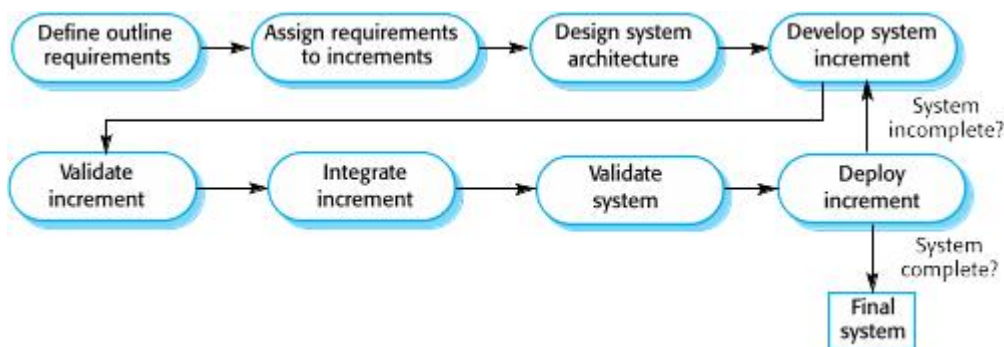 Define outline
requirements
Assign requirements
to increments
Design system
architecture
Develop system
increment
System
incomplete?
Validate
increment
Integrate
increment
Validate
system
Deploy
increment
System
complete?
Final
system